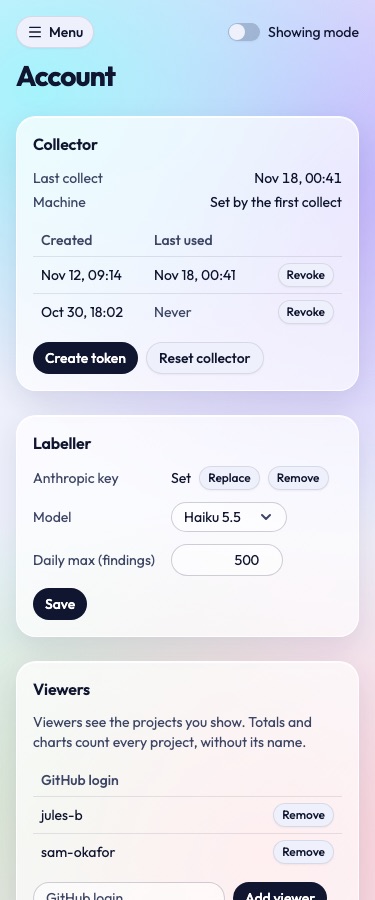 ☰ Menu
Showing mode
Account
Collector
Last collect Nov 18, 00:41
Machine Set by the first collect
Created Last used
Nov 12, 09:14 Nov 18, 00:41 Revoke
Oct 30, 18:02 Never Revoke
Create token Reset collector
Labeller
Anthropic key Set Replace Remove
Model Haiku 5.5
Daily max (findings) 500
Save
Viewers
Viewers see the projects you show. Totals and
charts count every project, without its name.
GitHub login
jules-b Remove
sam-okafor Remove
GitHub login Add viewer